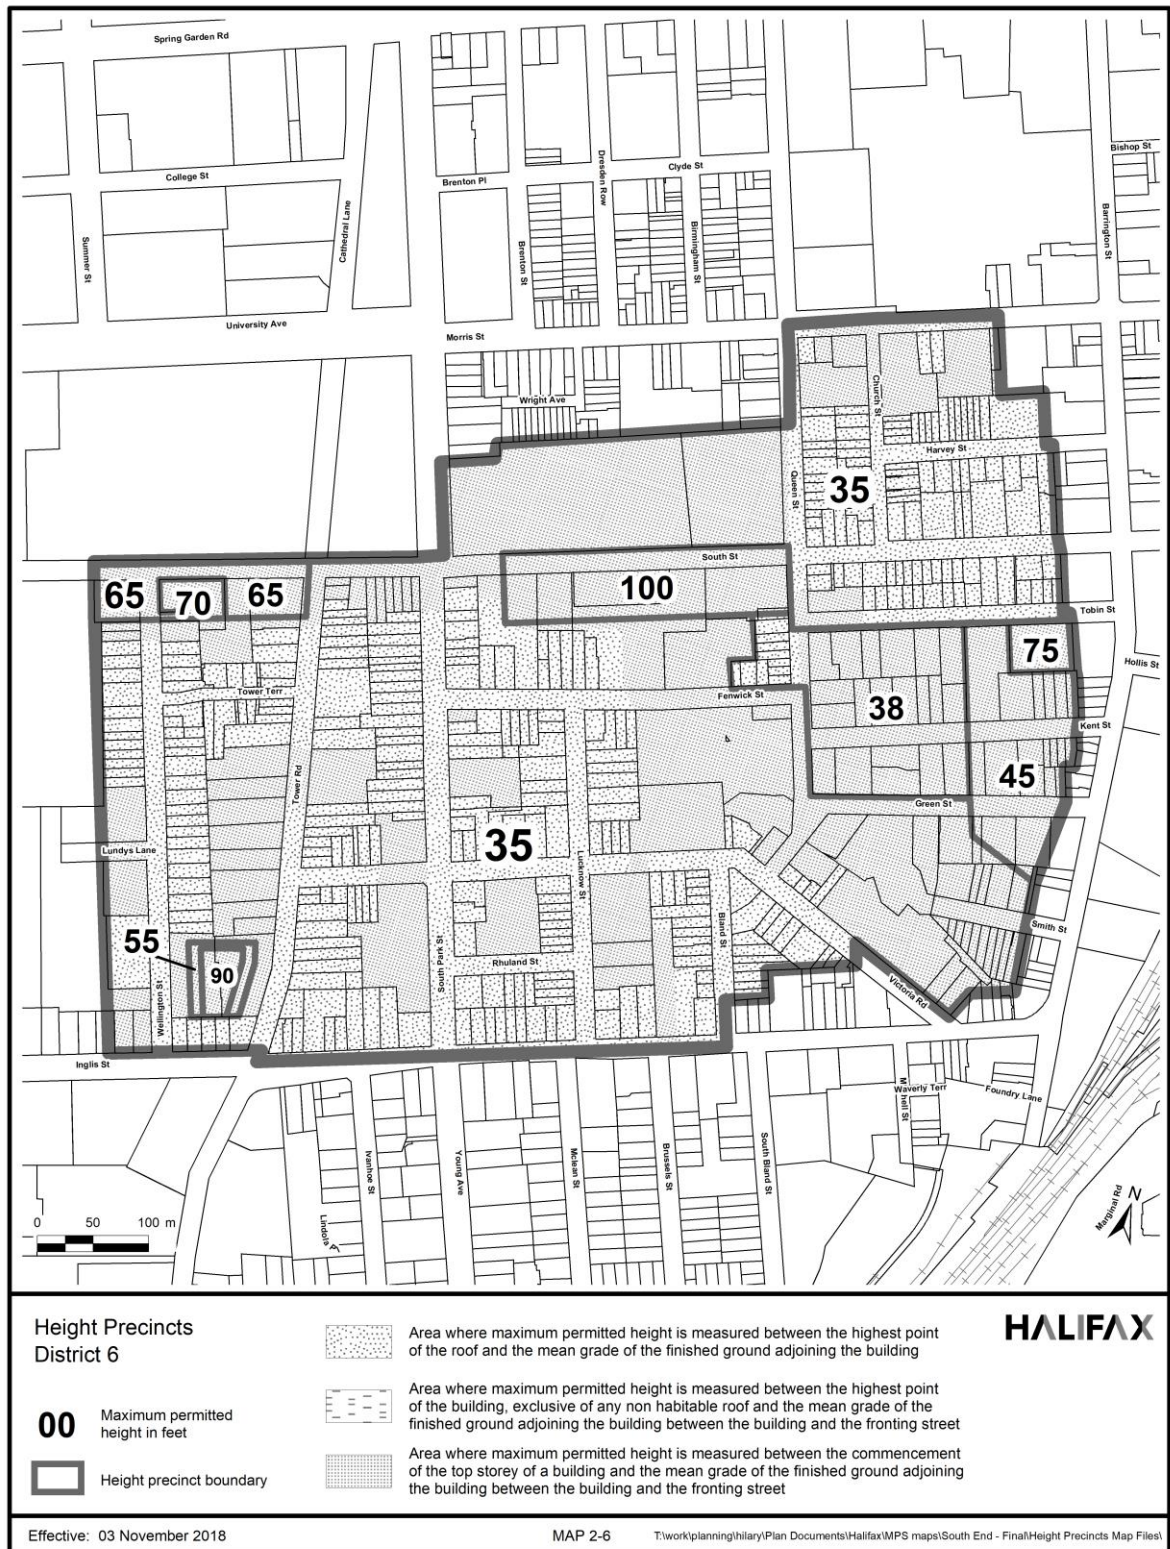 Spring Garden Rd
College St
Cathedral Lane
Summer St
University Ave
Brenton Pl
Dresden Row
Clyde St
Birmingham St
Brenton St
Bishop St
Barrington St
Morris St
Wright Ave
Church St
Harvey St
Queen St
35
South St
65
70
65
100
Tobin St
75
Hollis St
Tower Terr
Fenwick St
38
Kent St
Tower Rd
45
Green St
Lundys Lane
35
Lucknow St
55
90
Wellington St
South Park St
Rhuland St
Bland St
Smith St
Victoria Rd
Inglis St
Waverly Terr
Foundry Lane
Ivanhoe St
Young Ave
Mclean St
Brussels St
South Bland St
Marginal Rd
N
0 50 100 m
Height Precincts
District 6
00
Maximum permitted
height in feet
Height precinct boundary
Area where maximum permitted height is measured between the highest point
of the roof and the mean grade of the finished ground adjoining the building
Area where maximum permitted height is measured between the highest point
of the building, exclusive of any non habitable roof and the mean grade of the
finished ground adjoining the building between the building and the fronting street
Area where maximum permitted height is measured between the commencement
of the top storey of a building and the mean grade of the finished ground adjoining
the building between the building and the fronting street
HALIFAX
Effective: 03 November 2018
MAP 2-6
T:\work\planning\hilary\Plan Documents\Halifax\MPS maps\South End - Final\Height Precincts Map Files\